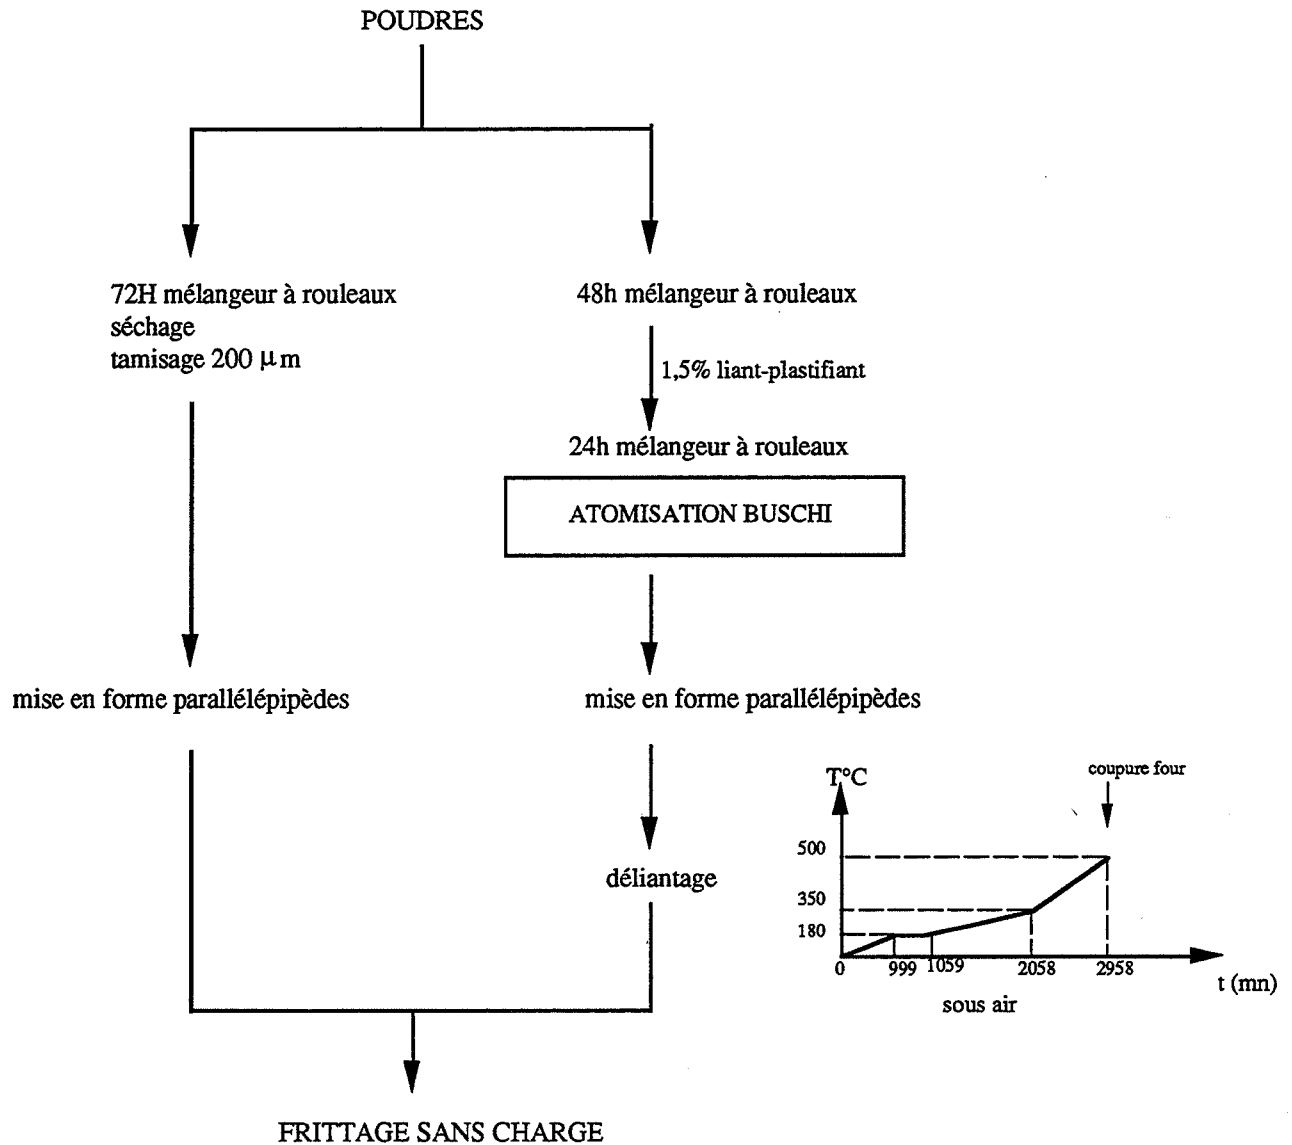 POUDRES
72H mélangeur à rouleaux
séchage
tamisage 200 µm
48h mélangeur à rouleaux
1,5% liant-plastifiant
24h mélangeur à rouleaux
ATOMISATION BUSCHI
mise en forme parallélépipèdes
mise en forme parallélépipèdes
déliantage
T°C
coupure four
500
350
180
0
999
1059
2058
2958
t (mn)
sous air
FRITTAGE SANS CHARGE